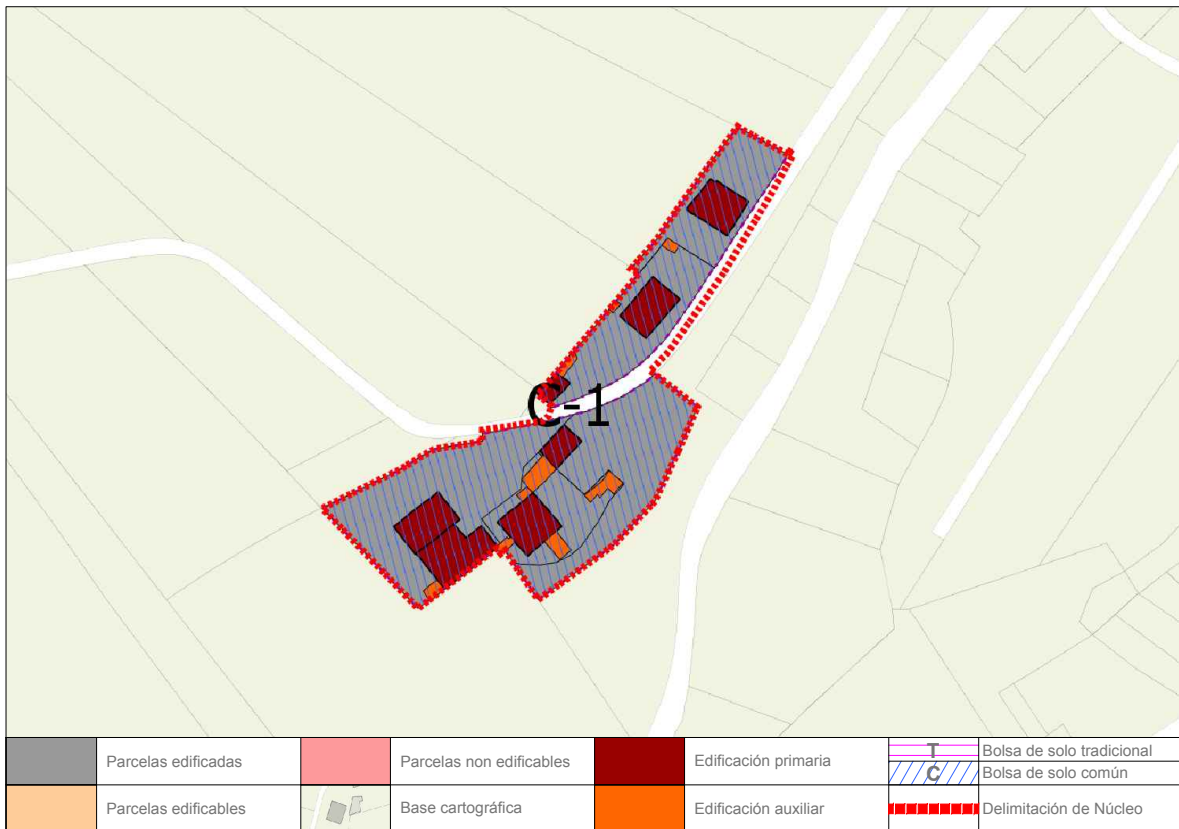 C-1
Parcelas edificadas
Parcelas non edificables
Edificación primaria
T
Bolsa de solo tradicional
C
Bolsa de solo común
Parcelas edificables
Base cartográfica
Edificación auxiliar
Delimitación de Núcleo